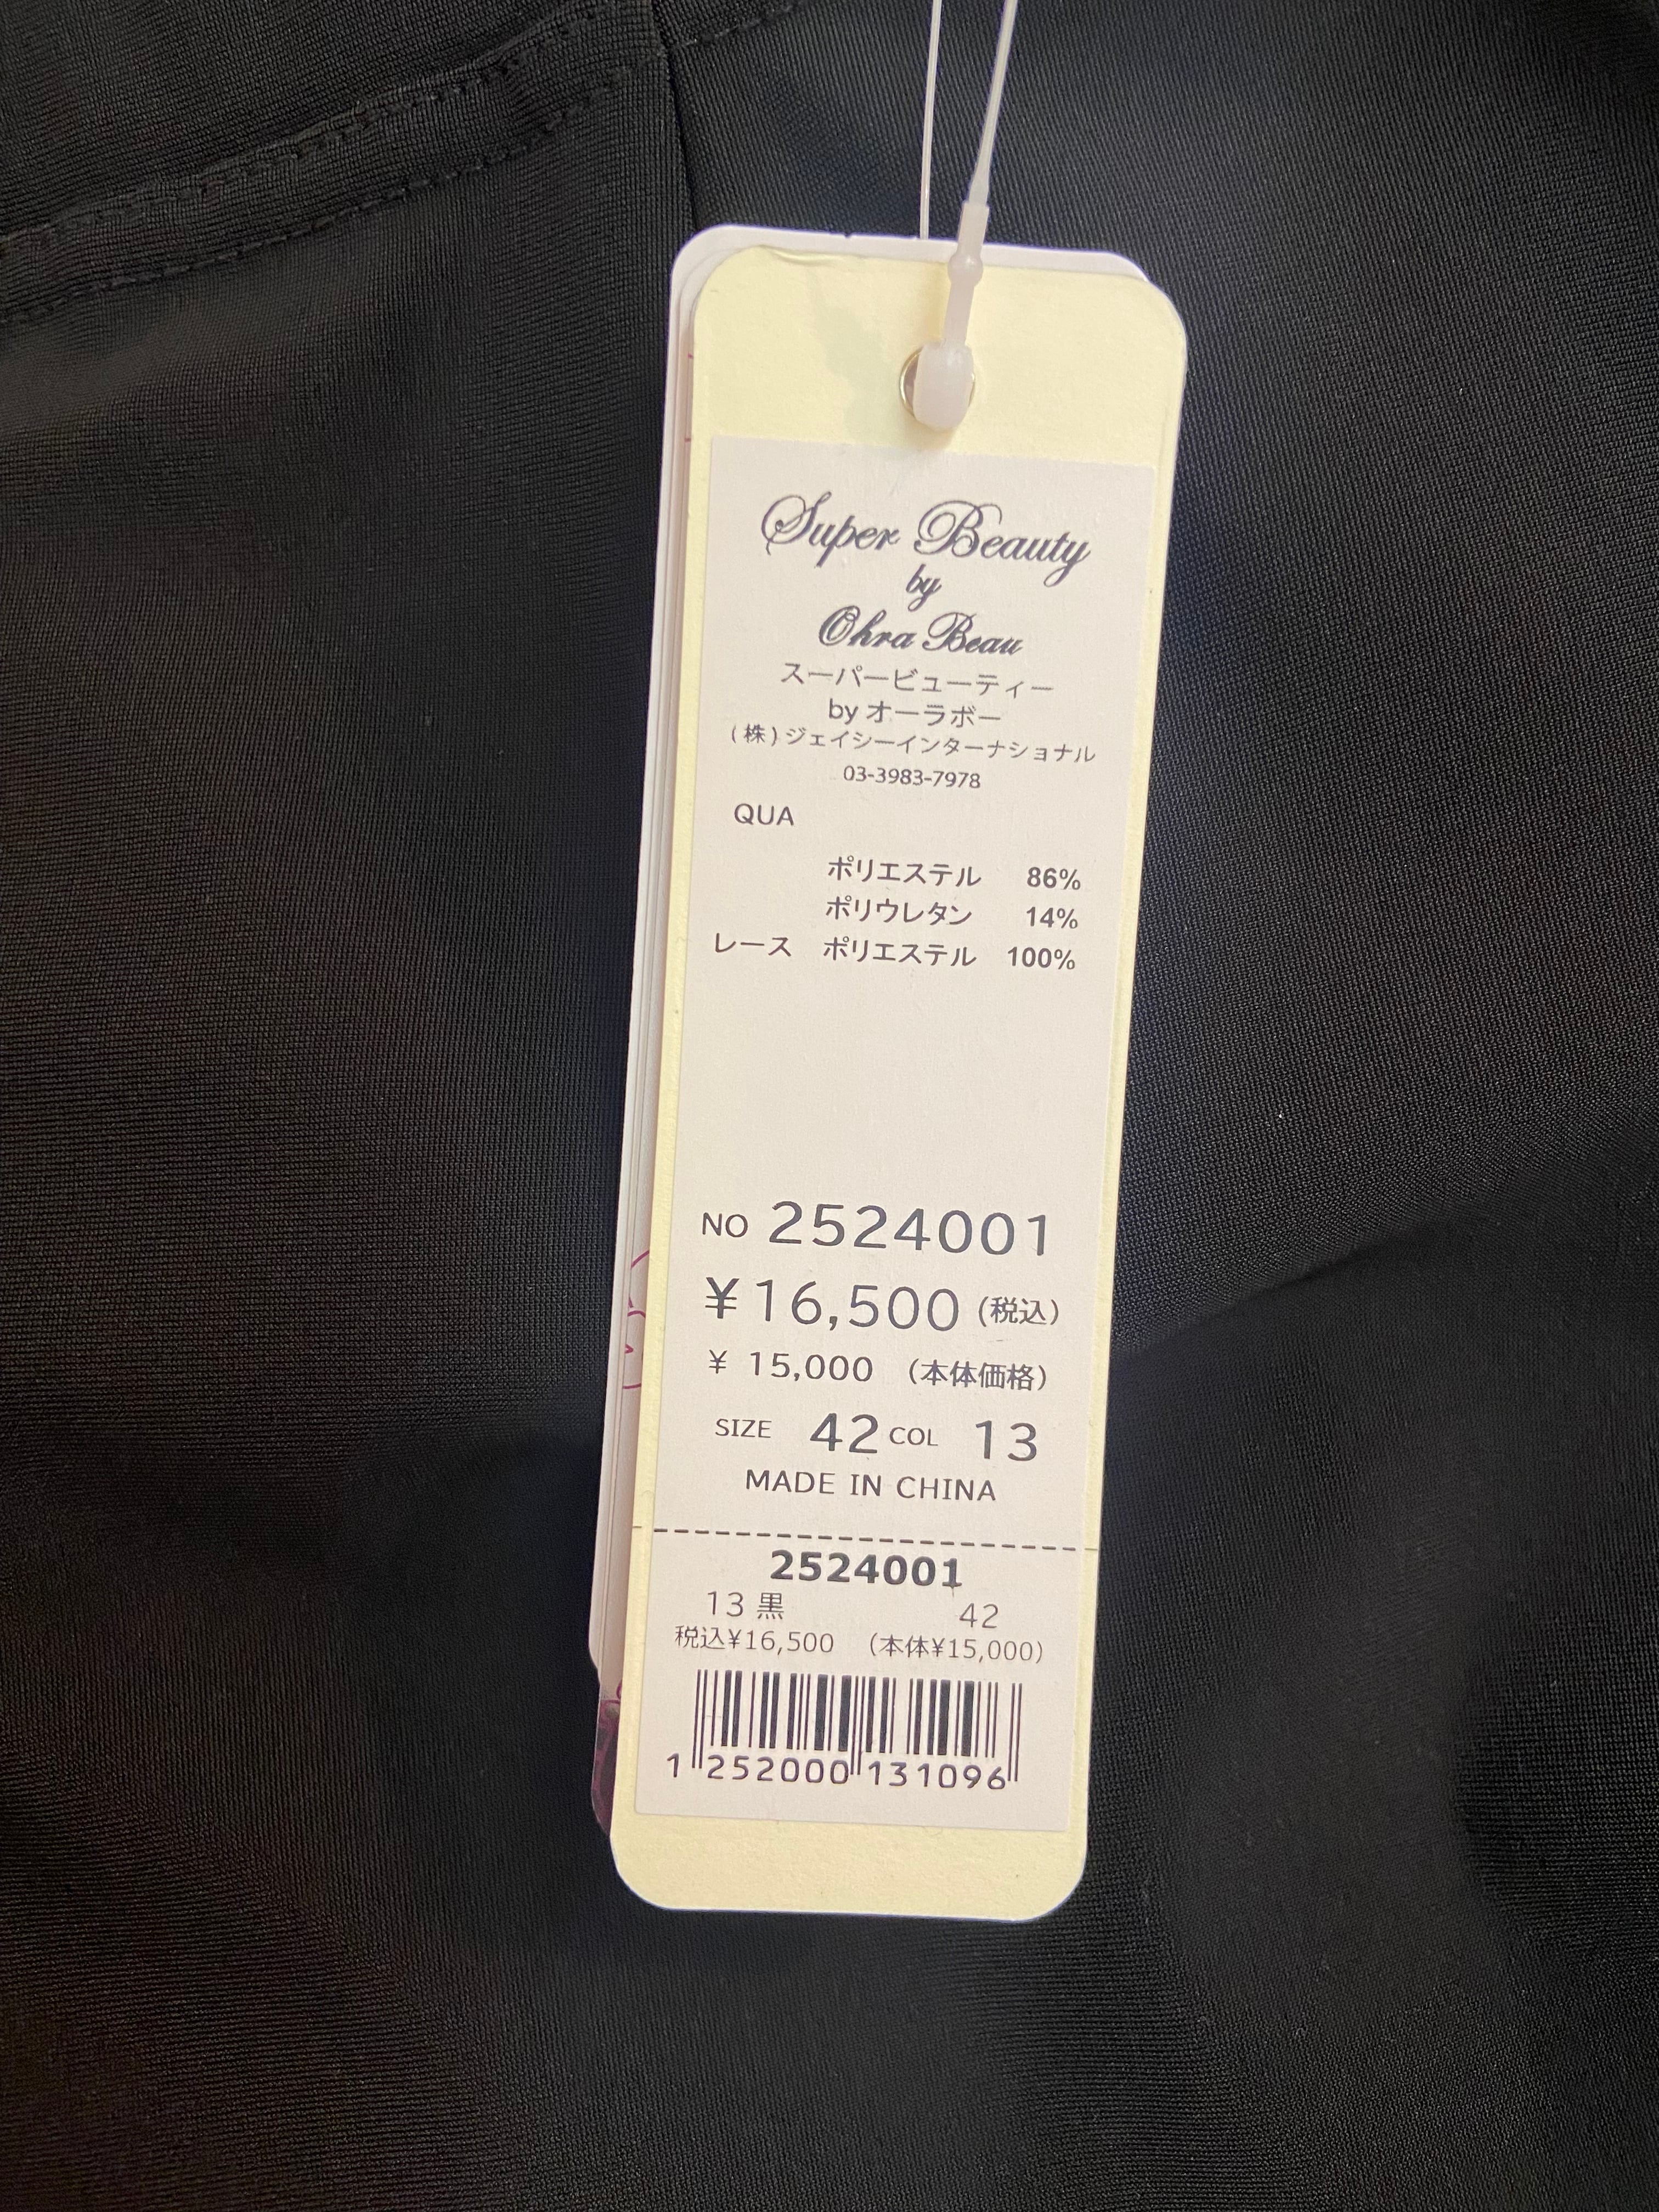 Super Beauty
by
Ohra Beau
スーパービューティー
by オーラボー
(株)ジェイシーインターナショナル
03-3983-7978
QUA
ポリエステル 86%
ポリウレタン 14%
レース ポリエステル 100%
NO 2524001
¥16,500 (税込)
¥ 15,000 (本体価格)
SIZE 42 COL 13
MADE IN CHINA
2524001
13 黒 42
税込¥16,500 (本体¥15,000)
1 252000 131096